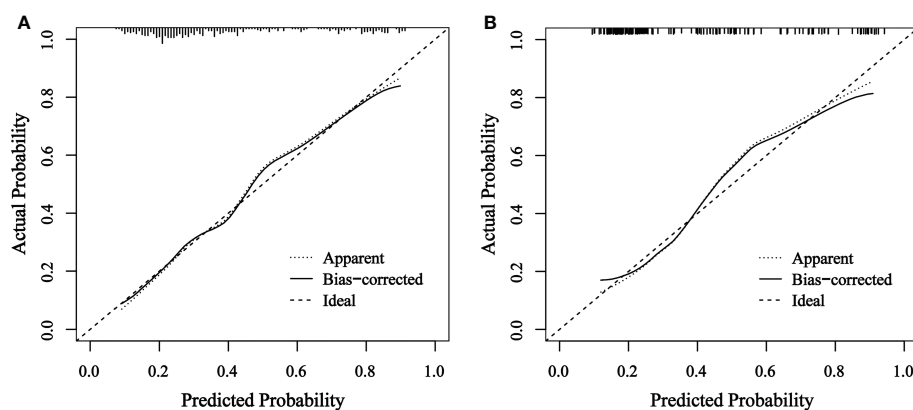 A
1.0
0.8
0.6
0.4
0.2
0.0
Actual Probability
Apparent
Bias-corrected
Ideal
0.0 0.2 0.4 0.6 0.8 1.0
Predicted Probability
B
1.0
0.8
0.6
0.4
0.2
0.0
Actual Probability
Apparent
Bias-corrected
Ideal
0.0 0.2 0.4 0.6 0.8 1.0
Predicted Probability